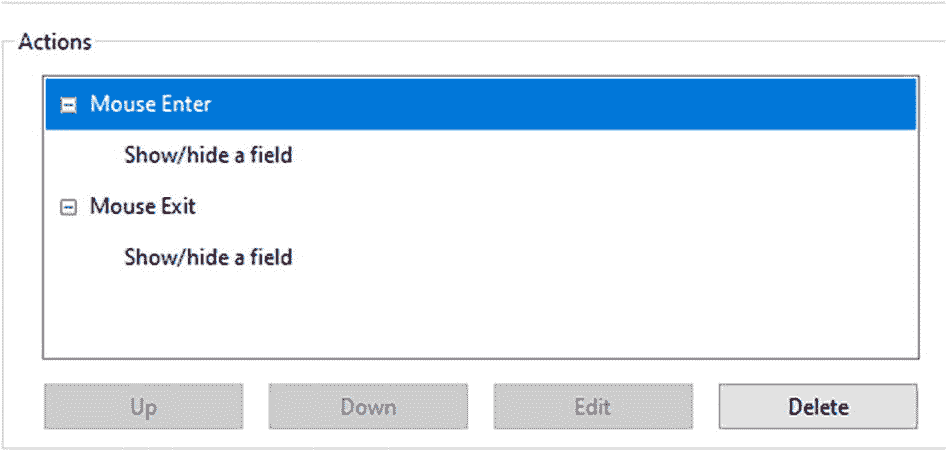 Actions
Mouse Enter
Show/hide a field
Mouse Exit
Show/hide a field
Up Down Edit Delete